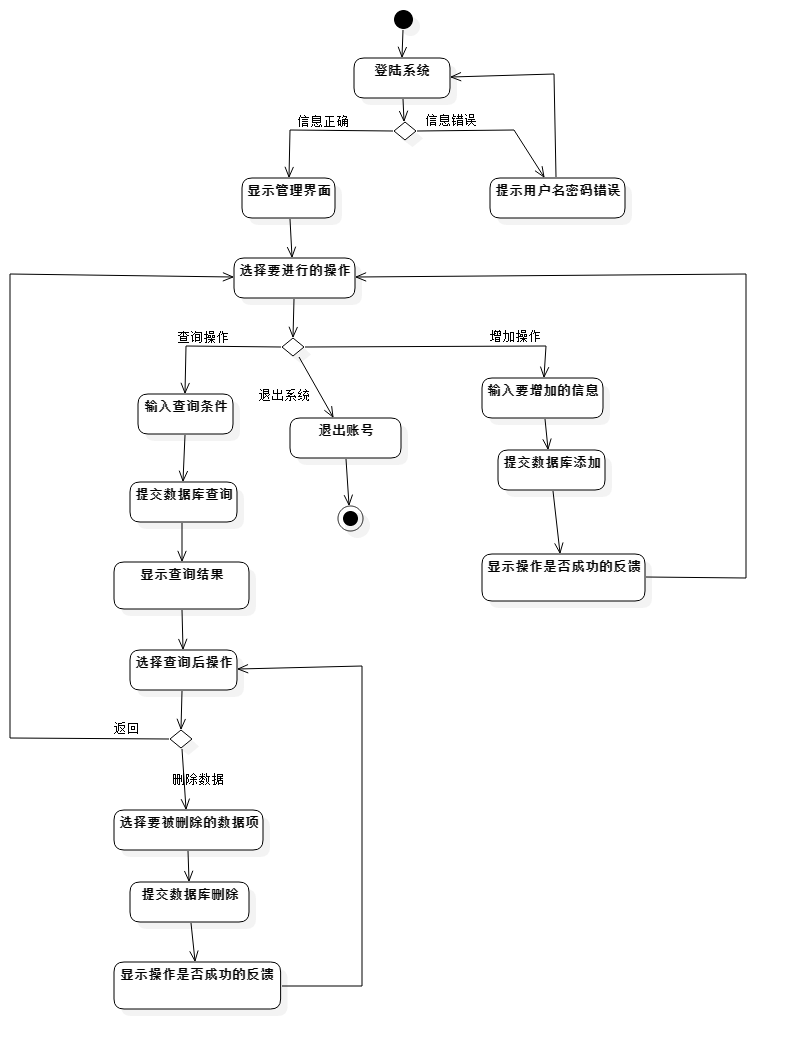 登陆系统
信息正确
信息错误
显示管理界面
提示用户名密码错误
选择要进行的操作
查询操作
增加操作
退出系统
输入查询条件
输入要增加的信息
退出账号
提交数据库查询
提交数据库添加
显示查询结果
显示操作是否成功的反馈
选择查询后操作
返回
删除数据
选择要被删除的数据项
提交数据库删除
显示操作是否成功的反馈